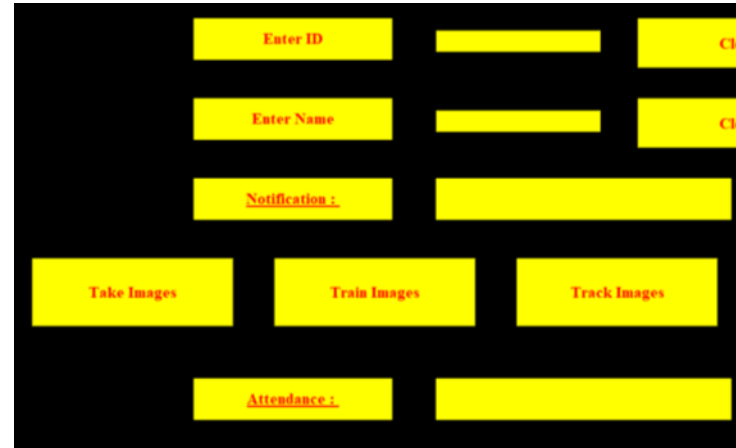 Enter ID
Enter Name
Notification :
Take Images Train Images Track Images
Attendance :